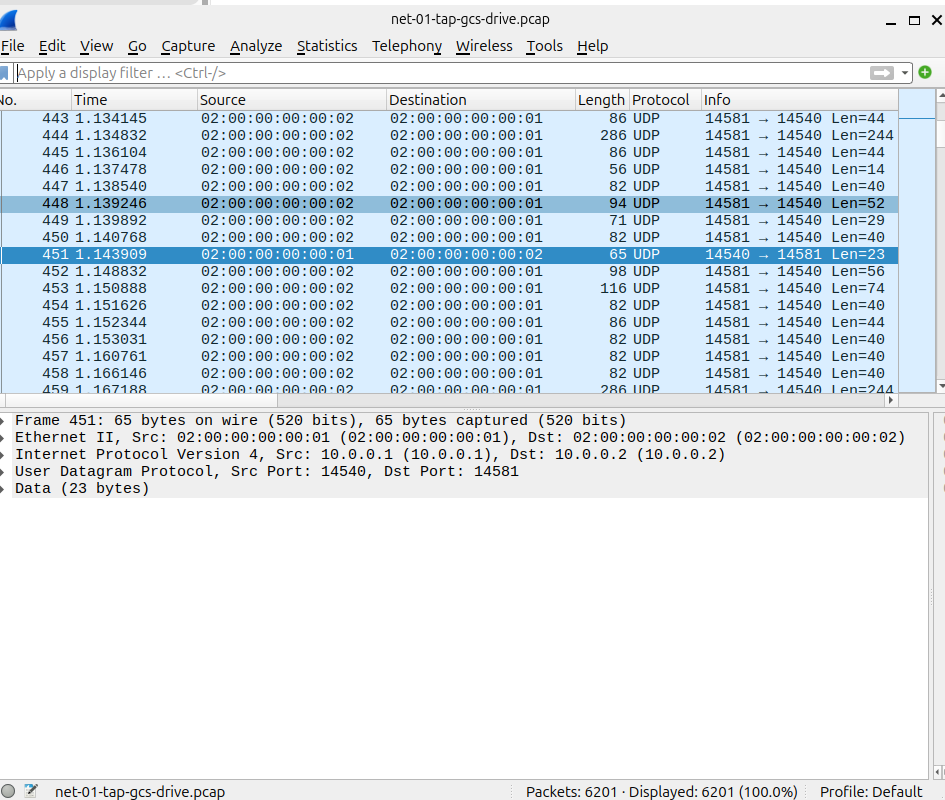 net-01-tap-gcs-drive.pcap
File Edit View Go Capture Analyze Statistics Telephony Wireless Tools Help
Apply a display filter … <Ctrl-/>
No. Time Source Destination Length Protocol Info
443 1.134145 02:00:00:00:00:02 02:00:00:00:00:01 86 UDP 14581 → 14540 Len=44
444 1.134832 02:00:00:00:00:02 02:00:00:00:00:01 286 UDP 14581 → 14540 Len=244
445 1.136104 02:00:00:00:00:02 02:00:00:00:00:01 86 UDP 14581 → 14540 Len=44
446 1.137478 02:00:00:00:00:02 02:00:00:00:00:01 56 UDP 14581 → 14540 Len=14
447 1.138540 02:00:00:00:00:02 02:00:00:00:00:01 82 UDP 14581 → 14540 Len=40
448 1.139246 02:00:00:00:00:02 02:00:00:00:00:01 94 UDP 14581 → 14540 Len=52
449 1.139892 02:00:00:00:00:02 02:00:00:00:00:01 71 UDP 14581 → 14540 Len=29
450 1.140768 02:00:00:00:00:02 02:00:00:00:00:01 82 UDP 14581 → 14540 Len=40
451 1.143909 02:00:00:00:00:01 02:00:00:00:00:02 65 UDP 14540 → 14581 Len=23
452 1.148832 02:00:00:00:00:02 02:00:00:00:00:01 98 UDP 14581 → 14540 Len=56
453 1.150888 02:00:00:00:00:02 02:00:00:00:00:01 116 UDP 14581 → 14540 Len=74
454 1.151626 02:00:00:00:00:02 02:00:00:00:00:01 82 UDP 14581 → 14540 Len=40
455 1.152344 02:00:00:00:00:02 02:00:00:00:00:01 86 UDP 14581 → 14540 Len=44
456 1.153031 02:00:00:00:00:02 02:00:00:00:00:01 82 UDP 14581 → 14540 Len=40
457 1.160761 02:00:00:00:00:02 02:00:00:00:00:01 82 UDP 14581 → 14540 Len=40
458 1.166146 02:00:00:00:00:02 02:00:00:00:00:01 82 UDP 14581 → 14540 Len=40
459 1.167188 02:00:00:00:00:02 02:00:00:00:00:01 286 UDP 14581 → 14540 Len=244
Frame 451: 65 bytes on wire (520 bits), 65 bytes captured (520 bits)
Ethernet II, Src: 02:00:00:00:00:01 (02:00:00:00:00:01), Dst: 02:00:00:00:00:02 (02:00:00:00:00:02)
Internet Protocol Version 4, Src: 10.0.0.1 (10.0.0.1), Dst: 10.0.0.2 (10.0.0.2)
User Datagram Protocol, Src Port: 14540, Dst Port: 14581
Data (23 bytes)
net-01-tap-gcs-drive.pcap Packets: 6201 · Displayed: 6201 (100.0%) Profile: Default